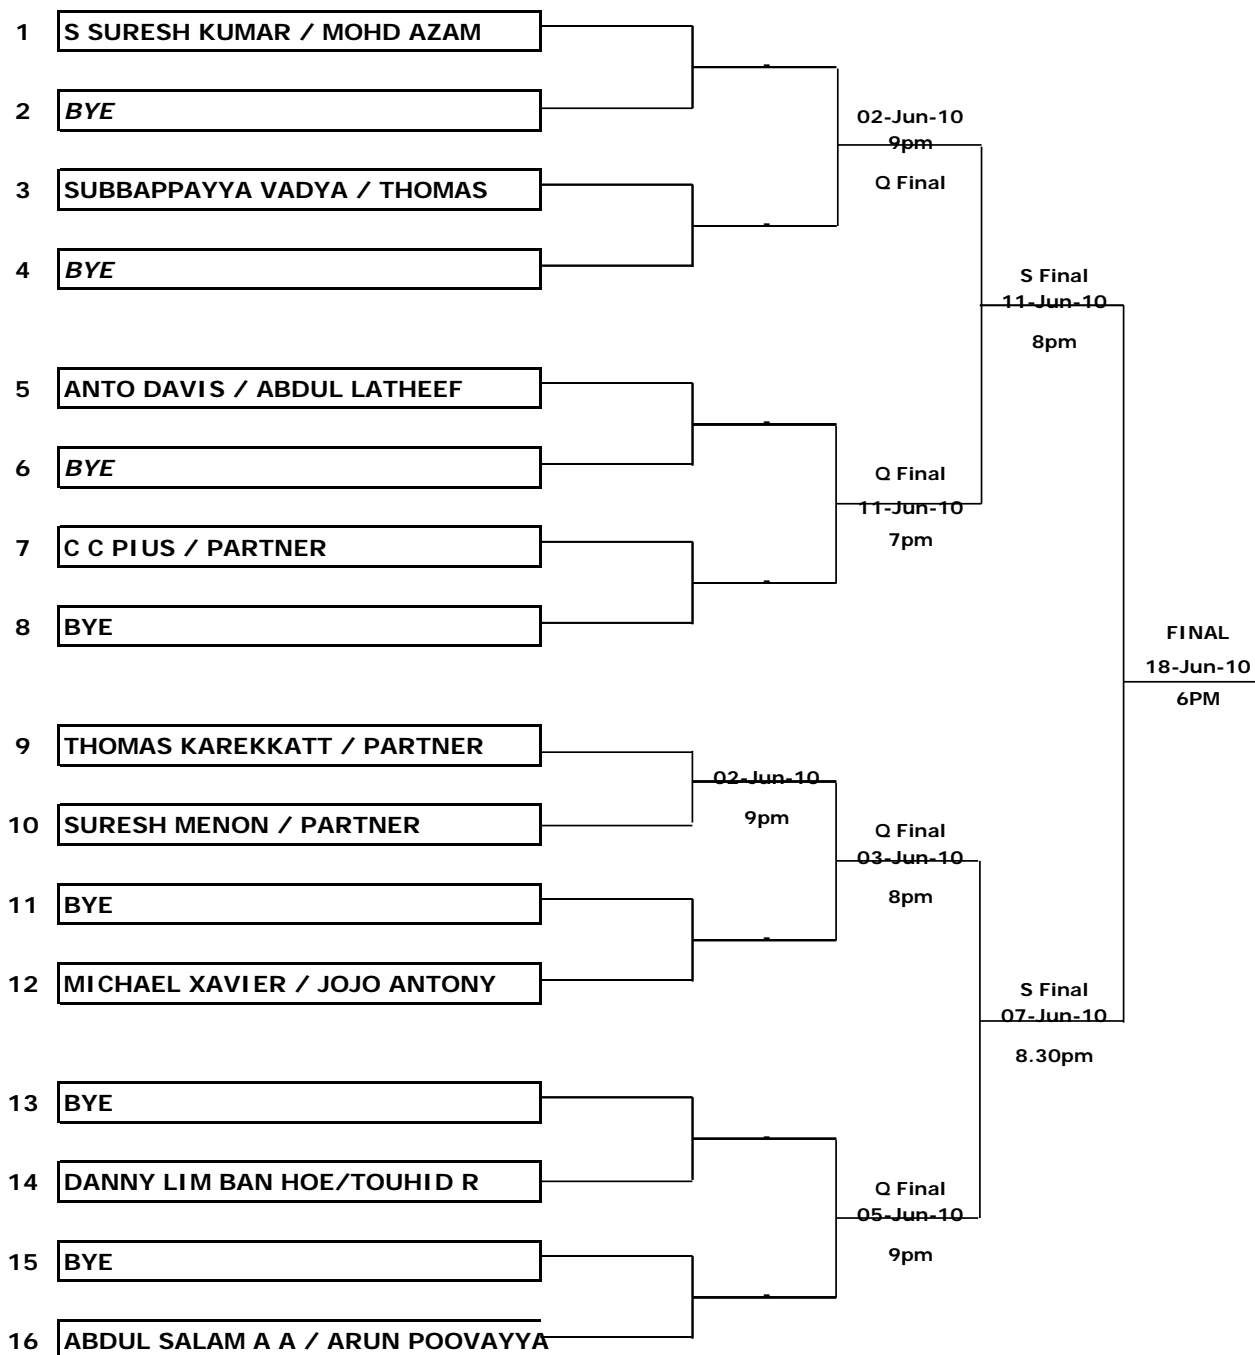 1 S SURESH KUMAR / MOHD AZAM
-
2 BYE
02-Jun-10
9pm
3 SUBBAPPAYYA VADYA / THOMAS
Q Final
-
4 BYE
S Final
11-Jun-10
8pm
5 ANTO DAVIS / ABDUL LATHEEF
-
6 BYE
Q Final
11-Jun-10
7pm
7 C C PIUS / PARTNER
-
8 BYE
FINAL
18-Jun-10
6PM
9 THOMAS KAREKKATT / PARTNER
02-Jun-10
9pm
10 SURESH MENON / PARTNER
Q Final
03-Jun-10
8pm
11 BYE
-
12 MICHAEL XAVIER / JOJO ANTONY
S Final
07-Jun-10
8.30pm
13 BYE
-
14 DANNY LIM BAN HOE/TOUHID R
Q Final
05-Jun-10
9pm
15 BYE
-
16 ABDUL SALAM A A / ARUN POOVAYYA